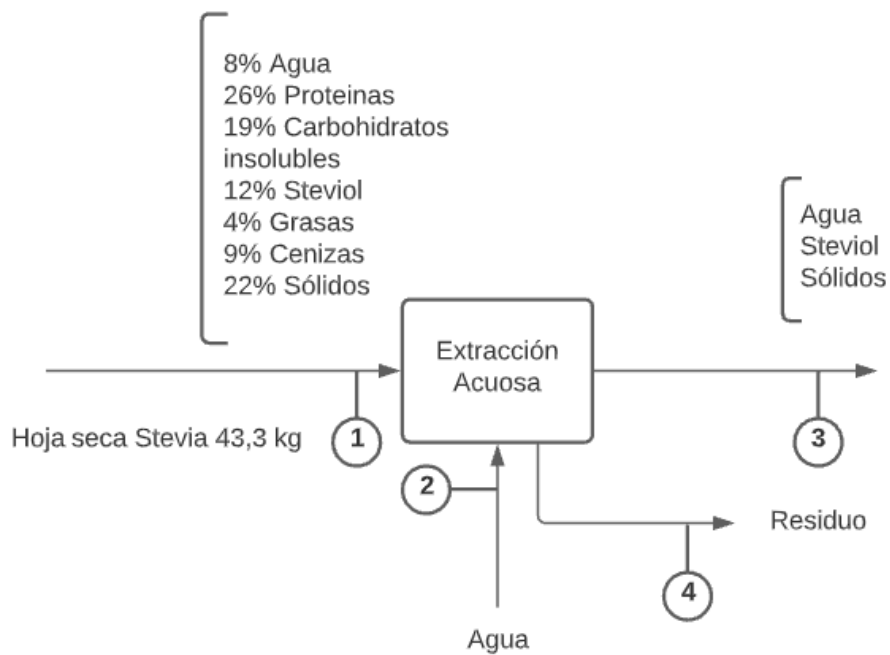 8% Agua
26% Proteinas
19% Carbohidratos
insolubles
12% Steviol
4% Grasas
9% Cenizas
22% Sólidos
Agua
Steviol
Sólidos
Extracción
Acuosa
Hoja seca Stevia 43,3 kg
1
3
2
Residuo
4
Agua